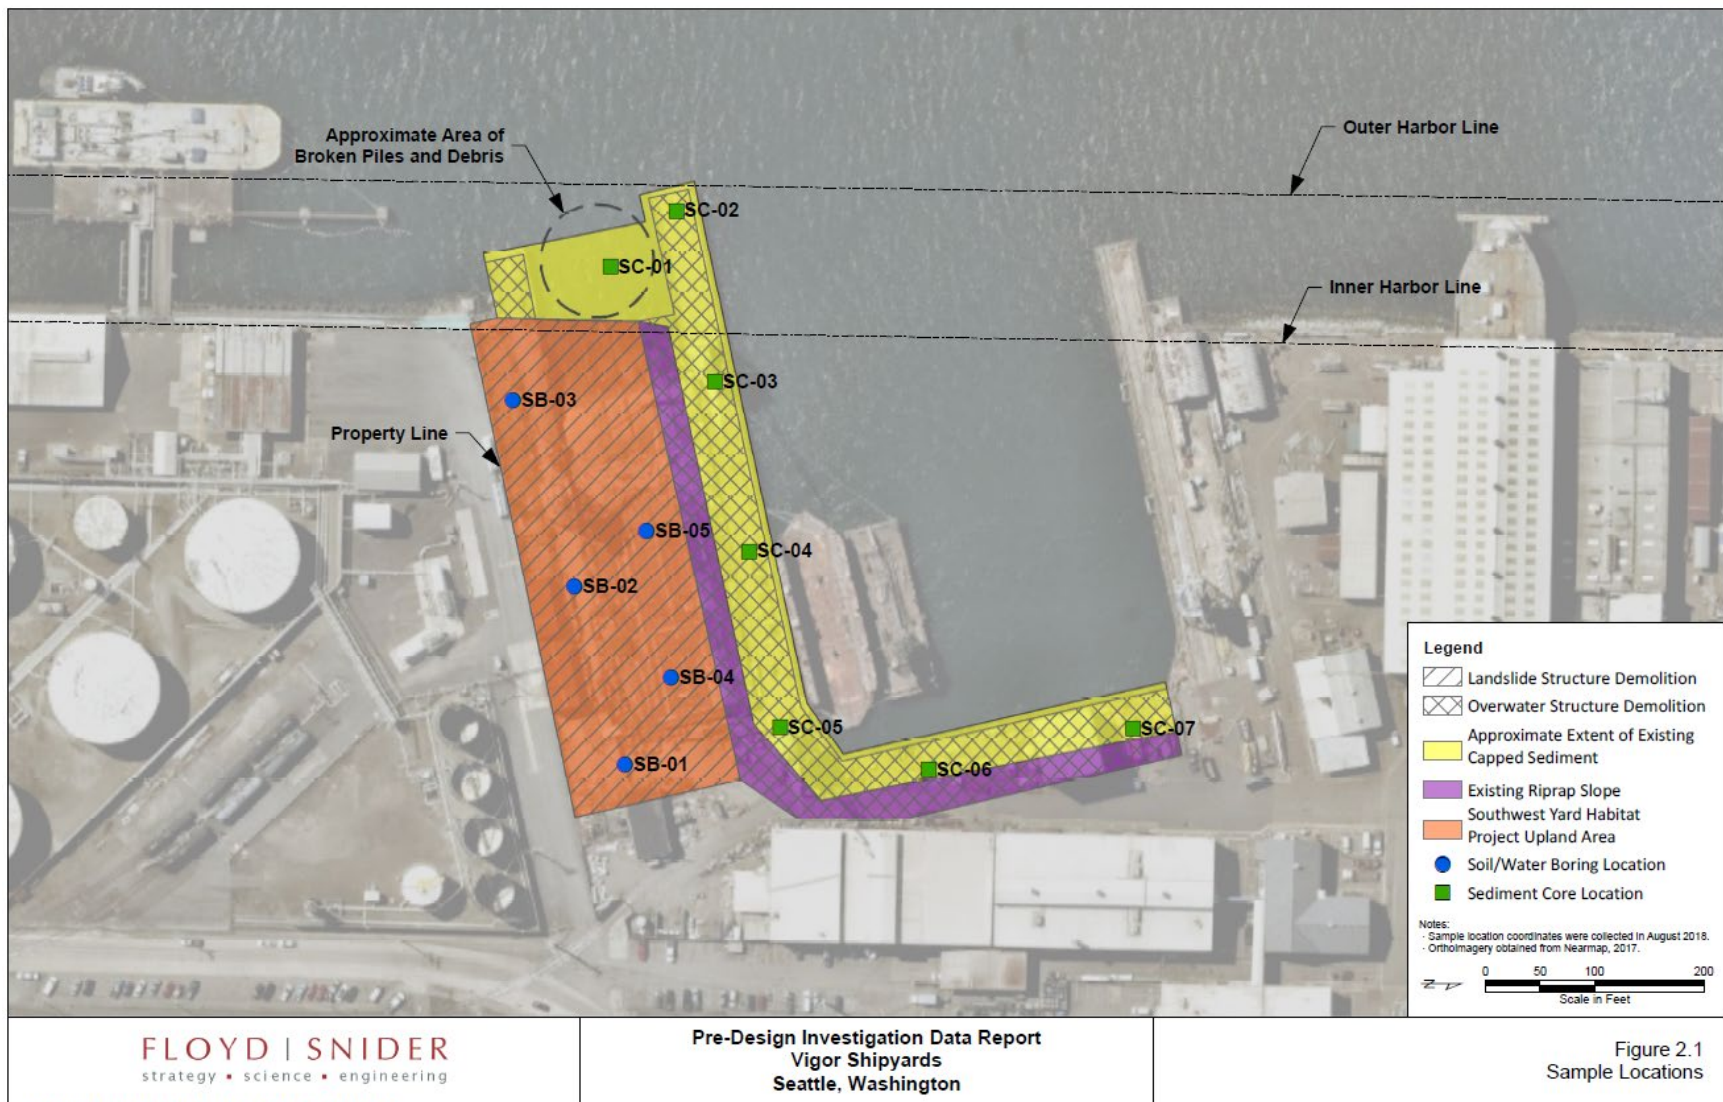 Approximate Area of
Broken Piles and Debris
Outer Harbor Line
SC-02
SC-01
Inner Harbor Line
SC-03
SB-03
Property Line
SB-05
SC-04
SB-02
SB-04
SC-05
SC-07
SB-01
SC-06
Legend
Landslide Structure Demolition
Overwater Structure Demolition
Approximate Extent of Existing
Capped Sediment
Existing Riprap Slope
Southwest Yard Habitat
Project Upland Area
Soil/Water Boring Location
Sediment Core Location
Notes:
· Sample location coordinates were collected in August 2018.
· Orthoimagery obtained from Nearmap, 2017.
N
0 50 100 200
Scale in Feet
FLOYD | SNIDER
strategy ▪ science ▪ engineering
Pre-Design Investigation Data Report
Vigor Shipyards
Seattle, Washington
Figure 2.1
Sample Locations